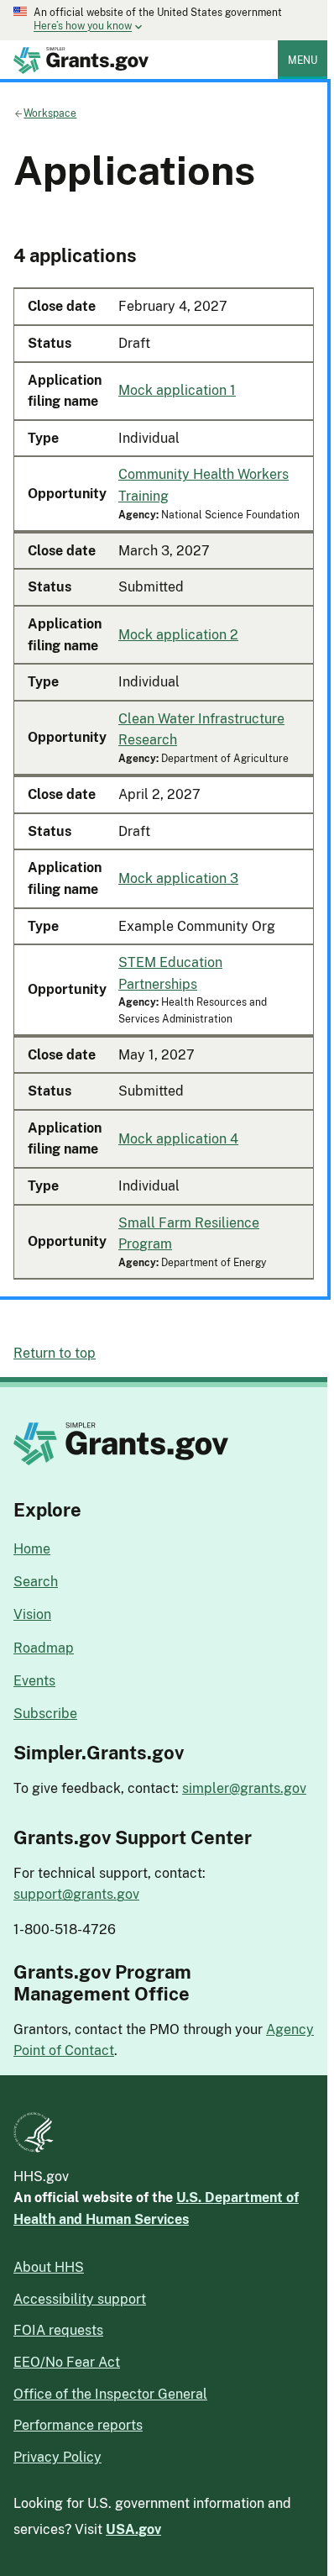 An official website of the United States government
Here's how you know
SIMPLER
Grants.gov
MENU
Workspace
Applications
4 applications
Close date February 4, 2027
Status Draft
Application
filing name
Mock application 1
Type Individual
Opportunity
Community Health Workers
Training
Agency: National Science Foundation
Close date March 3, 2027
Status Submitted
Application
filing name
Mock application 2
Type Individual
Opportunity
Clean Water Infrastructure
Research
Agency: Department of Agriculture
Close date April 2, 2027
Status Draft
Application
filing name
Mock application 3
Type Example Community Org
Opportunity
STEM Education
Partnerships
Agency: Health Resources and
Services Administration
Close date May 1, 2027
Status Submitted
Application
filing name
Mock application 4
Type Individual
Opportunity
Small Farm Resilience
Program
Agency: Department of Energy
Return to top
SIMPLER
Grants.gov
Explore
Home
Search
Vision
Roadmap
Events
Subscribe
Simpler.Grants.gov
To give feedback, contact: simpler@grants.gov
Grants.gov Support Center
For technical support, contact:
support@grants.gov
1-800-518-4726
Grants.gov Program
Management Office
Grantors, contact the PMO through your Agency
Point of Contact.
HHS.gov
An official website of the U.S. Department of
Health and Human Services
About HHS
Accessibility support
FOIA requests
EEO/No Fear Act
Office of the Inspector General
Performance reports
Privacy Policy
Looking for U.S. government information and
services? Visit USA.gov